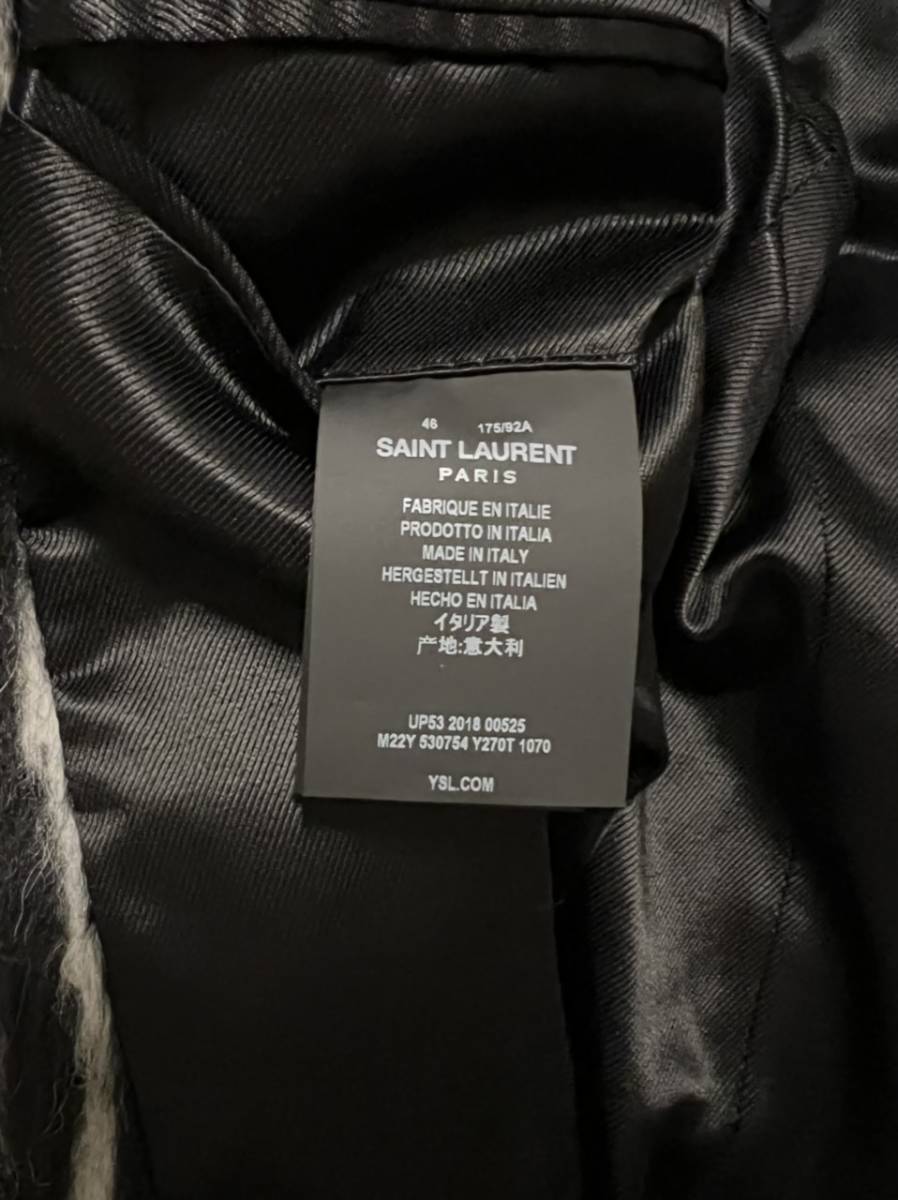 46 175/92A
SAINT LAURENT
PARIS
FABRIQUE EN ITALIE
PRODOTTO IN ITALIA
MADE IN ITALY
HERGESTELLT IN ITALIEN
HECHO EN ITALIA
イタリア製
产地:意大利
UP53 2018 00525
M22Y 530754 Y270T 1070
YSL.COM